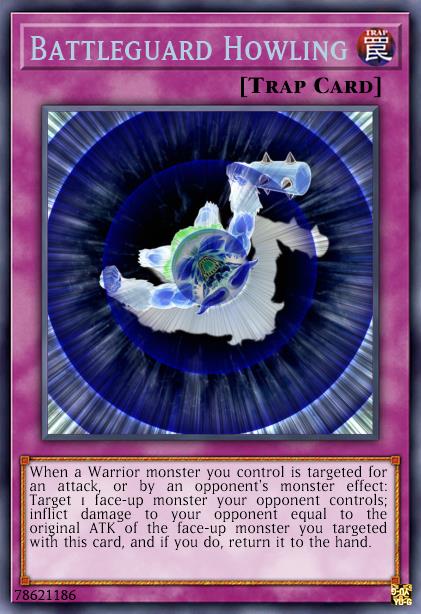 Battleguard Howling
TRAP
罠
[Trap Card]
When a Warrior monster you control is targeted for
an attack, or by an opponent's monster effect:
Target 1 face-up monster your opponent controls;
inflict damage to your opponent equal to the
original ATK of the face-up monster you targeted
with this card, and if you do, return it to the hand.
78621186